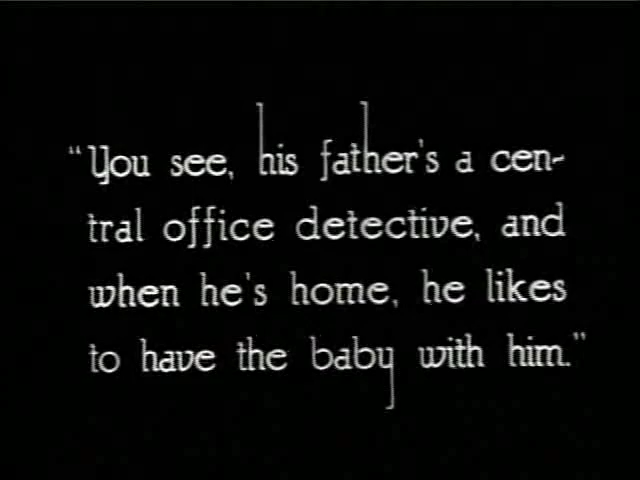 "You see, his father's a cen-
tral office detective, and
when he's home, he likes
to have the baby with him."